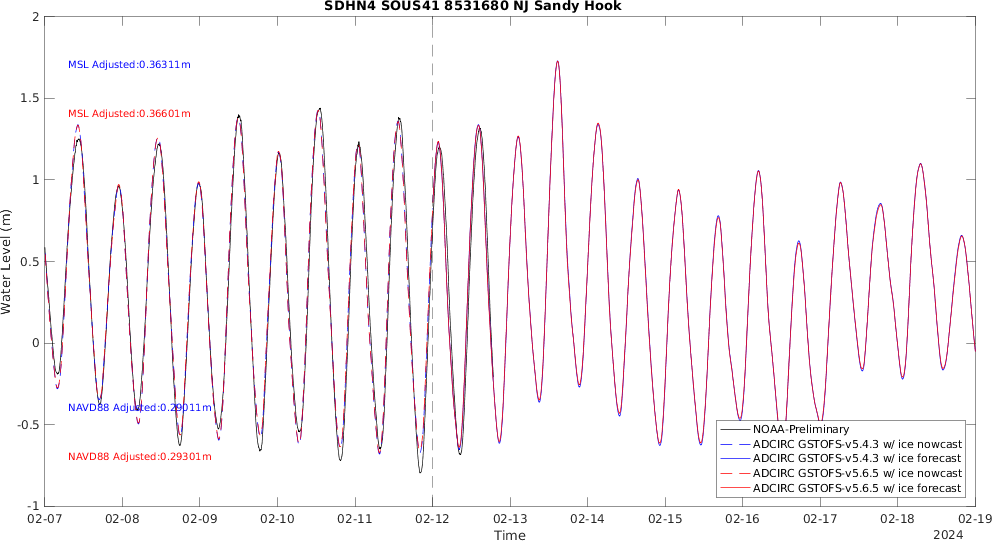 SDHN4 SOUS41 8531680 NJ Sandy Hook
2
1.5
1
0.5
0
-0.5
-1
Water Level (m)
MSL Adjusted:0.36311m
MSL Adjusted:0.36601m
NAVD88 Adjusted:0.29011m
NAVD88 Adjusted:0.29301m
NOAA-Preliminary
ADCIRC GSTOFS-v5.4.3 w/ ice nowcast
ADCIRC GSTOFS-v5.4.3 w/ ice forecast
ADCIRC GSTOFS-v5.6.5 w/ ice nowcast
ADCIRC GSTOFS-v5.6.5 w/ ice forecast
02-07 02-08 02-09 02-10 02-11 02-12 02-13 02-14 02-15 02-16 02-17 02-18 02-19
Time
2024